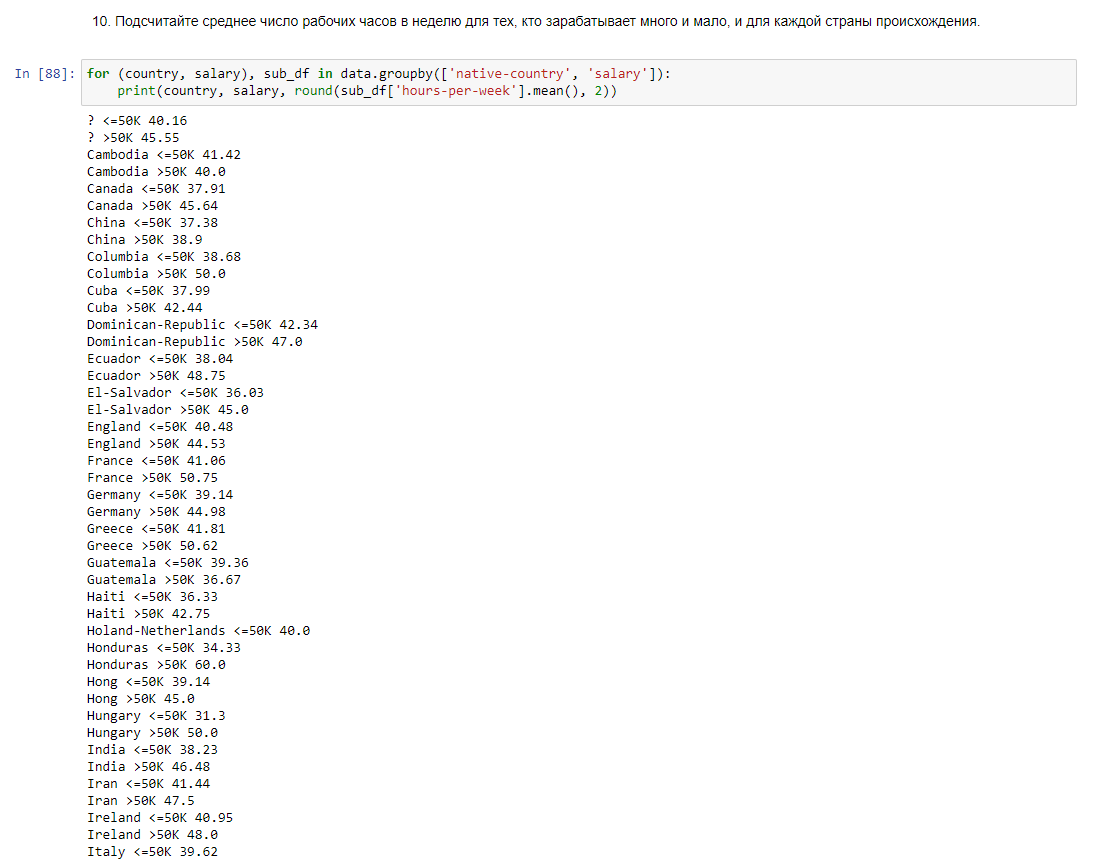 10. Подсчитайте среднее число рабочих часов в неделю для тех, кто зарабатывает много и мало, и для каждой страны происхождения.
In [88]: for (country, salary), sub_df in data.groupby(['native-country', 'salary']):
print(country, salary, round(sub_df['hours-per-week'].mean(), 2))
? <=50K 40.16
? >50K 45.55
Cambodia <=50K 41.42
Cambodia >50K 40.0
Canada <=50K 37.91
Canada >50K 45.64
China <=50K 37.38
China >50K 38.9
Columbia <=50K 38.68
Columbia >50K 50.0
Cuba <=50K 37.99
Cuba >50K 42.44
Dominican-Republic <=50K 42.34
Dominican-Republic >50K 47.0
Ecuador <=50K 38.04
Ecuador >50K 48.75
El-Salvador <=50K 36.03
El-Salvador >50K 45.0
England <=50K 40.48
England >50K 44.53
France <=50K 41.06
France >50K 50.75
Germany <=50K 39.14
Germany >50K 44.98
Greece <=50K 41.81
Greece >50K 50.62
Guatemala <=50K 39.36
Guatemala >50K 36.67
Haiti <=50K 36.33
Haiti >50K 42.75
Holand-Netherlands <=50K 40.0
Honduras <=50K 34.33
Honduras >50K 60.0
Hong <=50K 39.14
Hong >50K 45.0
Hungary <=50K 31.3
Hungary >50K 50.0
India <=50K 38.23
India >50K 46.48
Iran <=50K 41.44
Iran >50K 47.5
Ireland <=50K 40.95
Ireland >50K 48.0
Italy <=50K 39.62